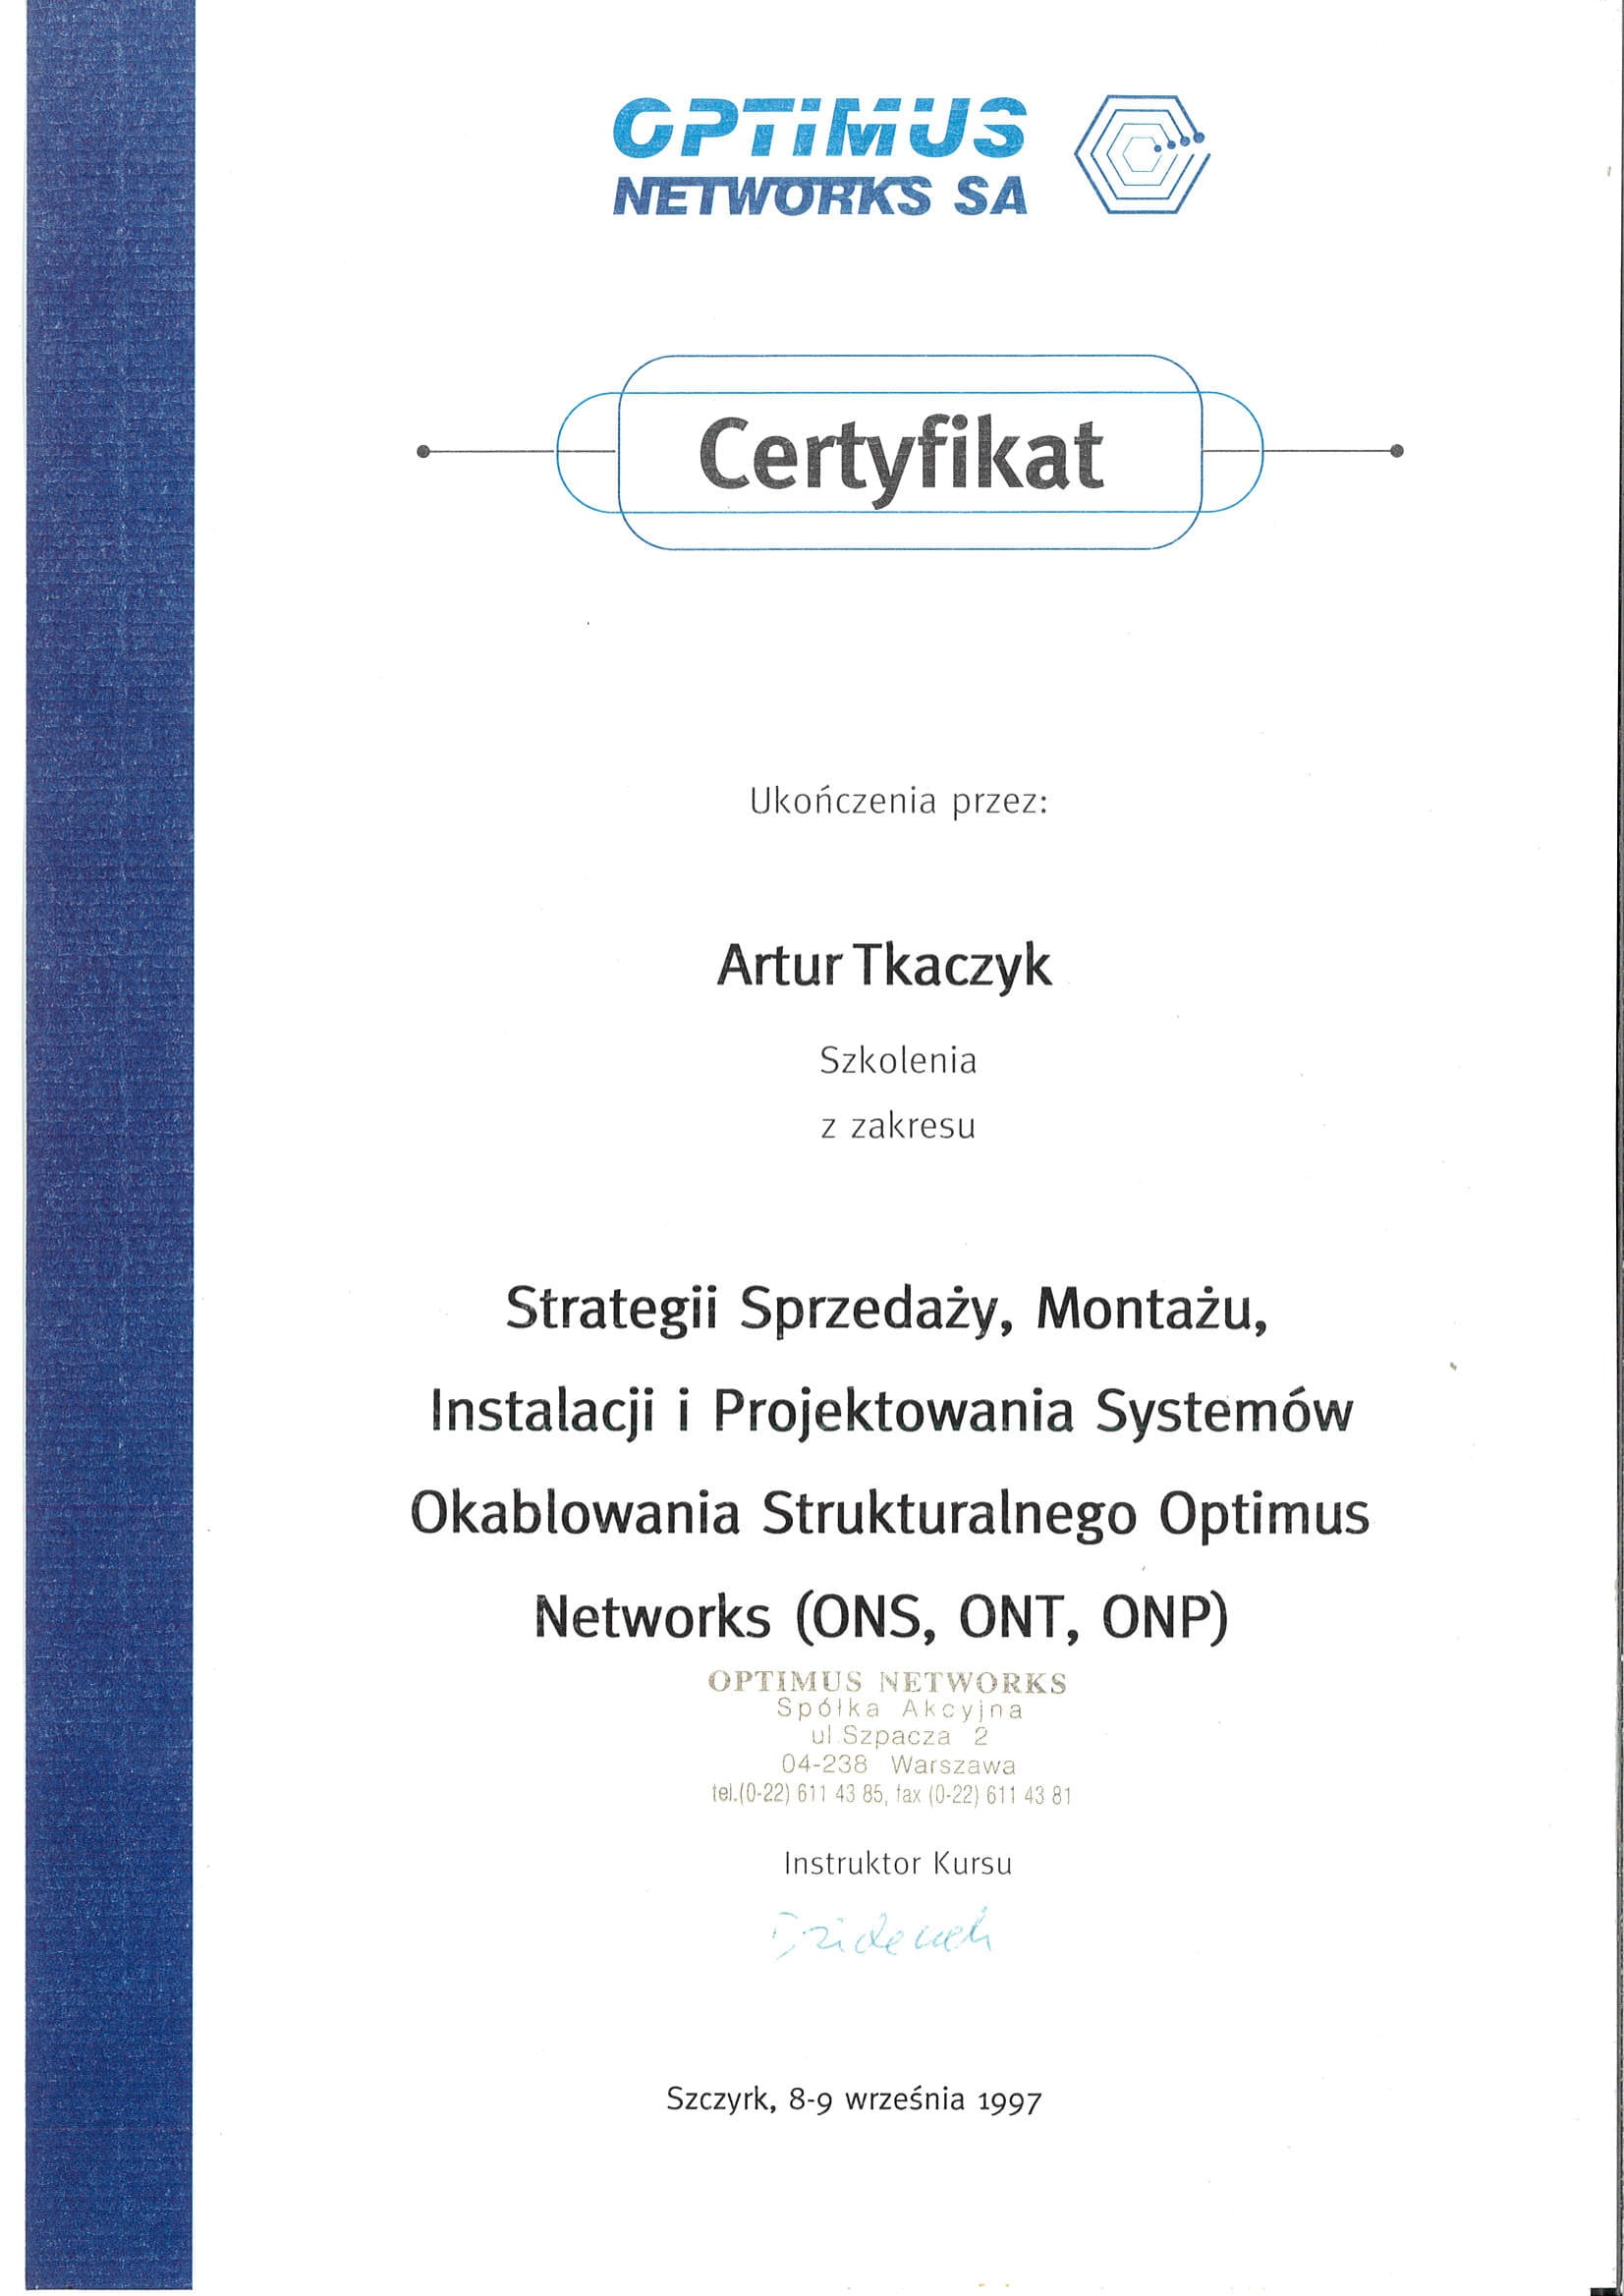 OPTIMUS
NETWORKS SA
Certyfikat
Ukończenia przez:
Artur Tkaczyk
Szkolenia
z zakresu
Strategii Sprzedaży, Montażu,
Instalacji i Projektowania Systemów
Okablowania Strukturalnego Optimus
Networks (ONS, ONT, ONP)
OPTIMUS NETWORKS
Spółka Akcyjna
ul.Szpacza 2
04-238 Warszawa
tel.(0-22) 611 43 85, fax (0-22) 611 43 81
Instruktor Kursu
Szczyrk, 8-9 września 1997